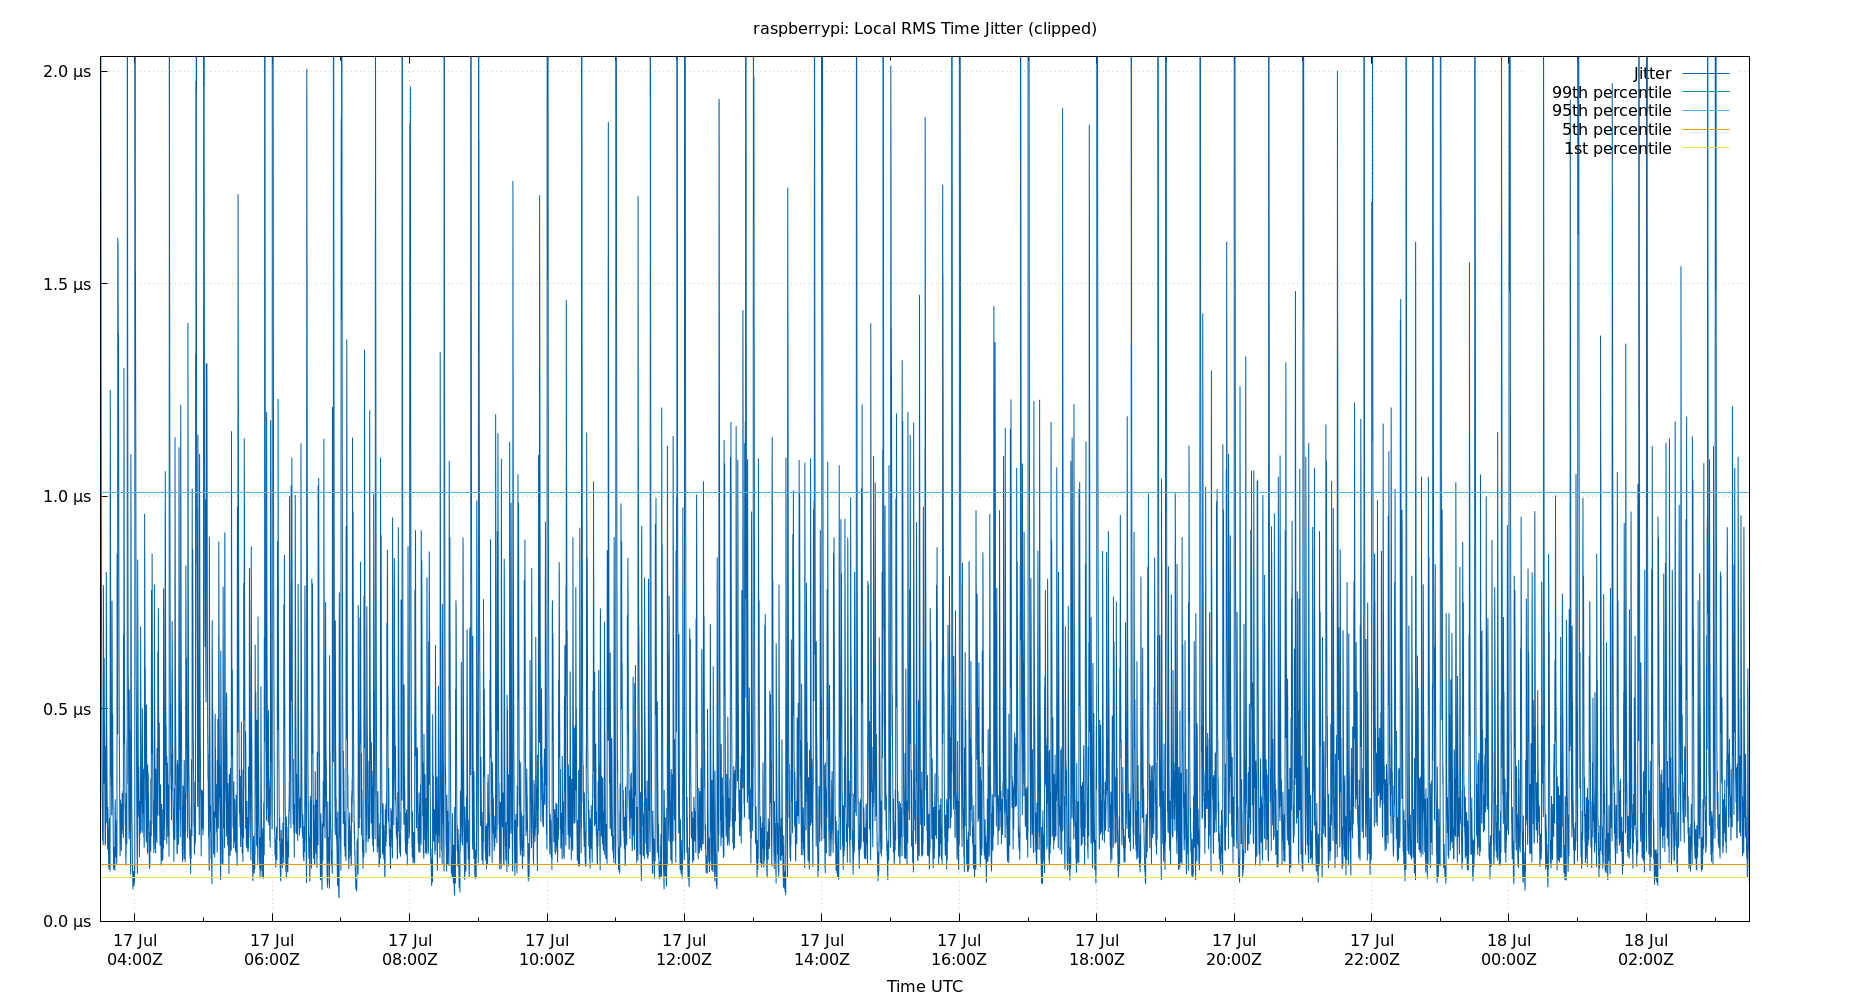 raspberrypi: Local RMS Time Jitter (clipped)
2.0 µs
1.5 µs
1.0 µs
0.5 µs
0.0 µs
Jitter
99th percentile
95th percentile
5th percentile
1st percentile
17 Jul 17 Jul 17 Jul 17 Jul 17 Jul 17 Jul 17 Jul 17 Jul 17 Jul 17 Jul 18 Jul 18 Jul
04:00Z 06:00Z 08:00Z 10:00Z 12:00Z 14:00Z 16:00Z 18:00Z 20:00Z 22:00Z 00:00Z 02:00Z
Time UTC